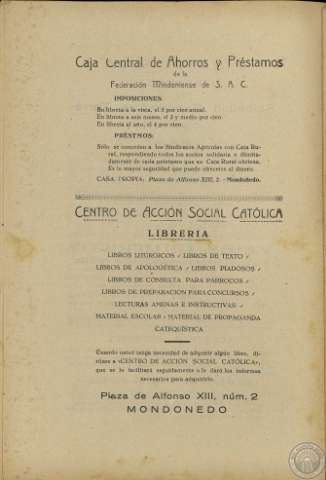 Caja Central de Ahorros y Préstamos
de la
Federación Mindoniense de S. A. C.
IMPOSICIONES:
En libreta a la vista, el 3 por cien anual.
En libreta a seis meses, el 3 y medio por cien
En libreta al año, el 4 por cien.
PRÉSTMOS:
Sólo se conceden a los Sindicatos Agrícolas con Caja Ru-
ral, respondiendo todos los socios solidaria e ilimita-
damente de cada préstamo que su Caja Rural obtiene.
Es la mayor seguridad que puede ofrecerse al dinero.
CASA PROPIA: Plaza de Alfonso XIII, 2. - Mondoñedo.
CENTRO DE ACCIÓN SOCIAL CATÓLICA
LIBRERIA
LIBROS LITÚRGICOS - LIBROS DE TEXTO -
LIBROS DE APOLOGÉTICA - LIBROS PIADOSOS -
LIBROS DE CONSULTA PARA PÁRROCOS -
LIBROS DE PREPARACIÓN PARA CONCURSOS -
LECTURAS AMENAS E INSTRUCTIVAS -
MATERIAL ESCOLAR - MATERIAL DE PROPAGANDA
CATEQUÍSTICA
Cuando usted tenga necesidad de adquirir algún libro, di-
ríjase a «CENTRO DE ACCIÓN SOCIAL CATÓLICA»,
que se lo facilitará seguidamente o le dará los informes
necesarios para adquirirlo.
Plaza de Alfonso XIII, núm. 2
MONDOÑEDO